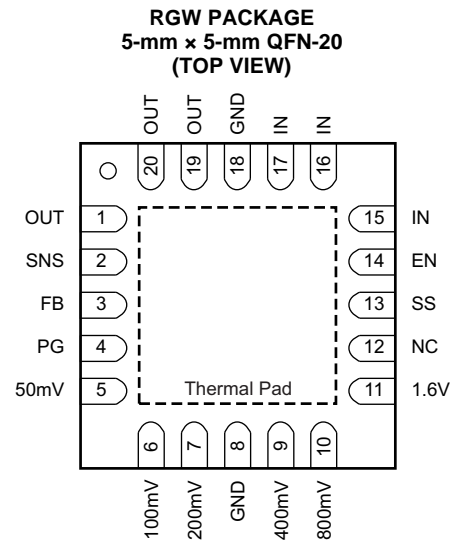 RGW PACKAGE
5-mm × 5-mm QFN-20
(TOP VIEW)
OUT
OUT
GND
IN
IN
20
19
18
17
16
OUT 1
15 IN
SNS 2
14 EN
FB 3
13 SS
PG 4
12 NC
50mV 5
Thermal Pad
11 1.6V
6
7
8
9
10
100mV
200mV
GND
400mV
800mV